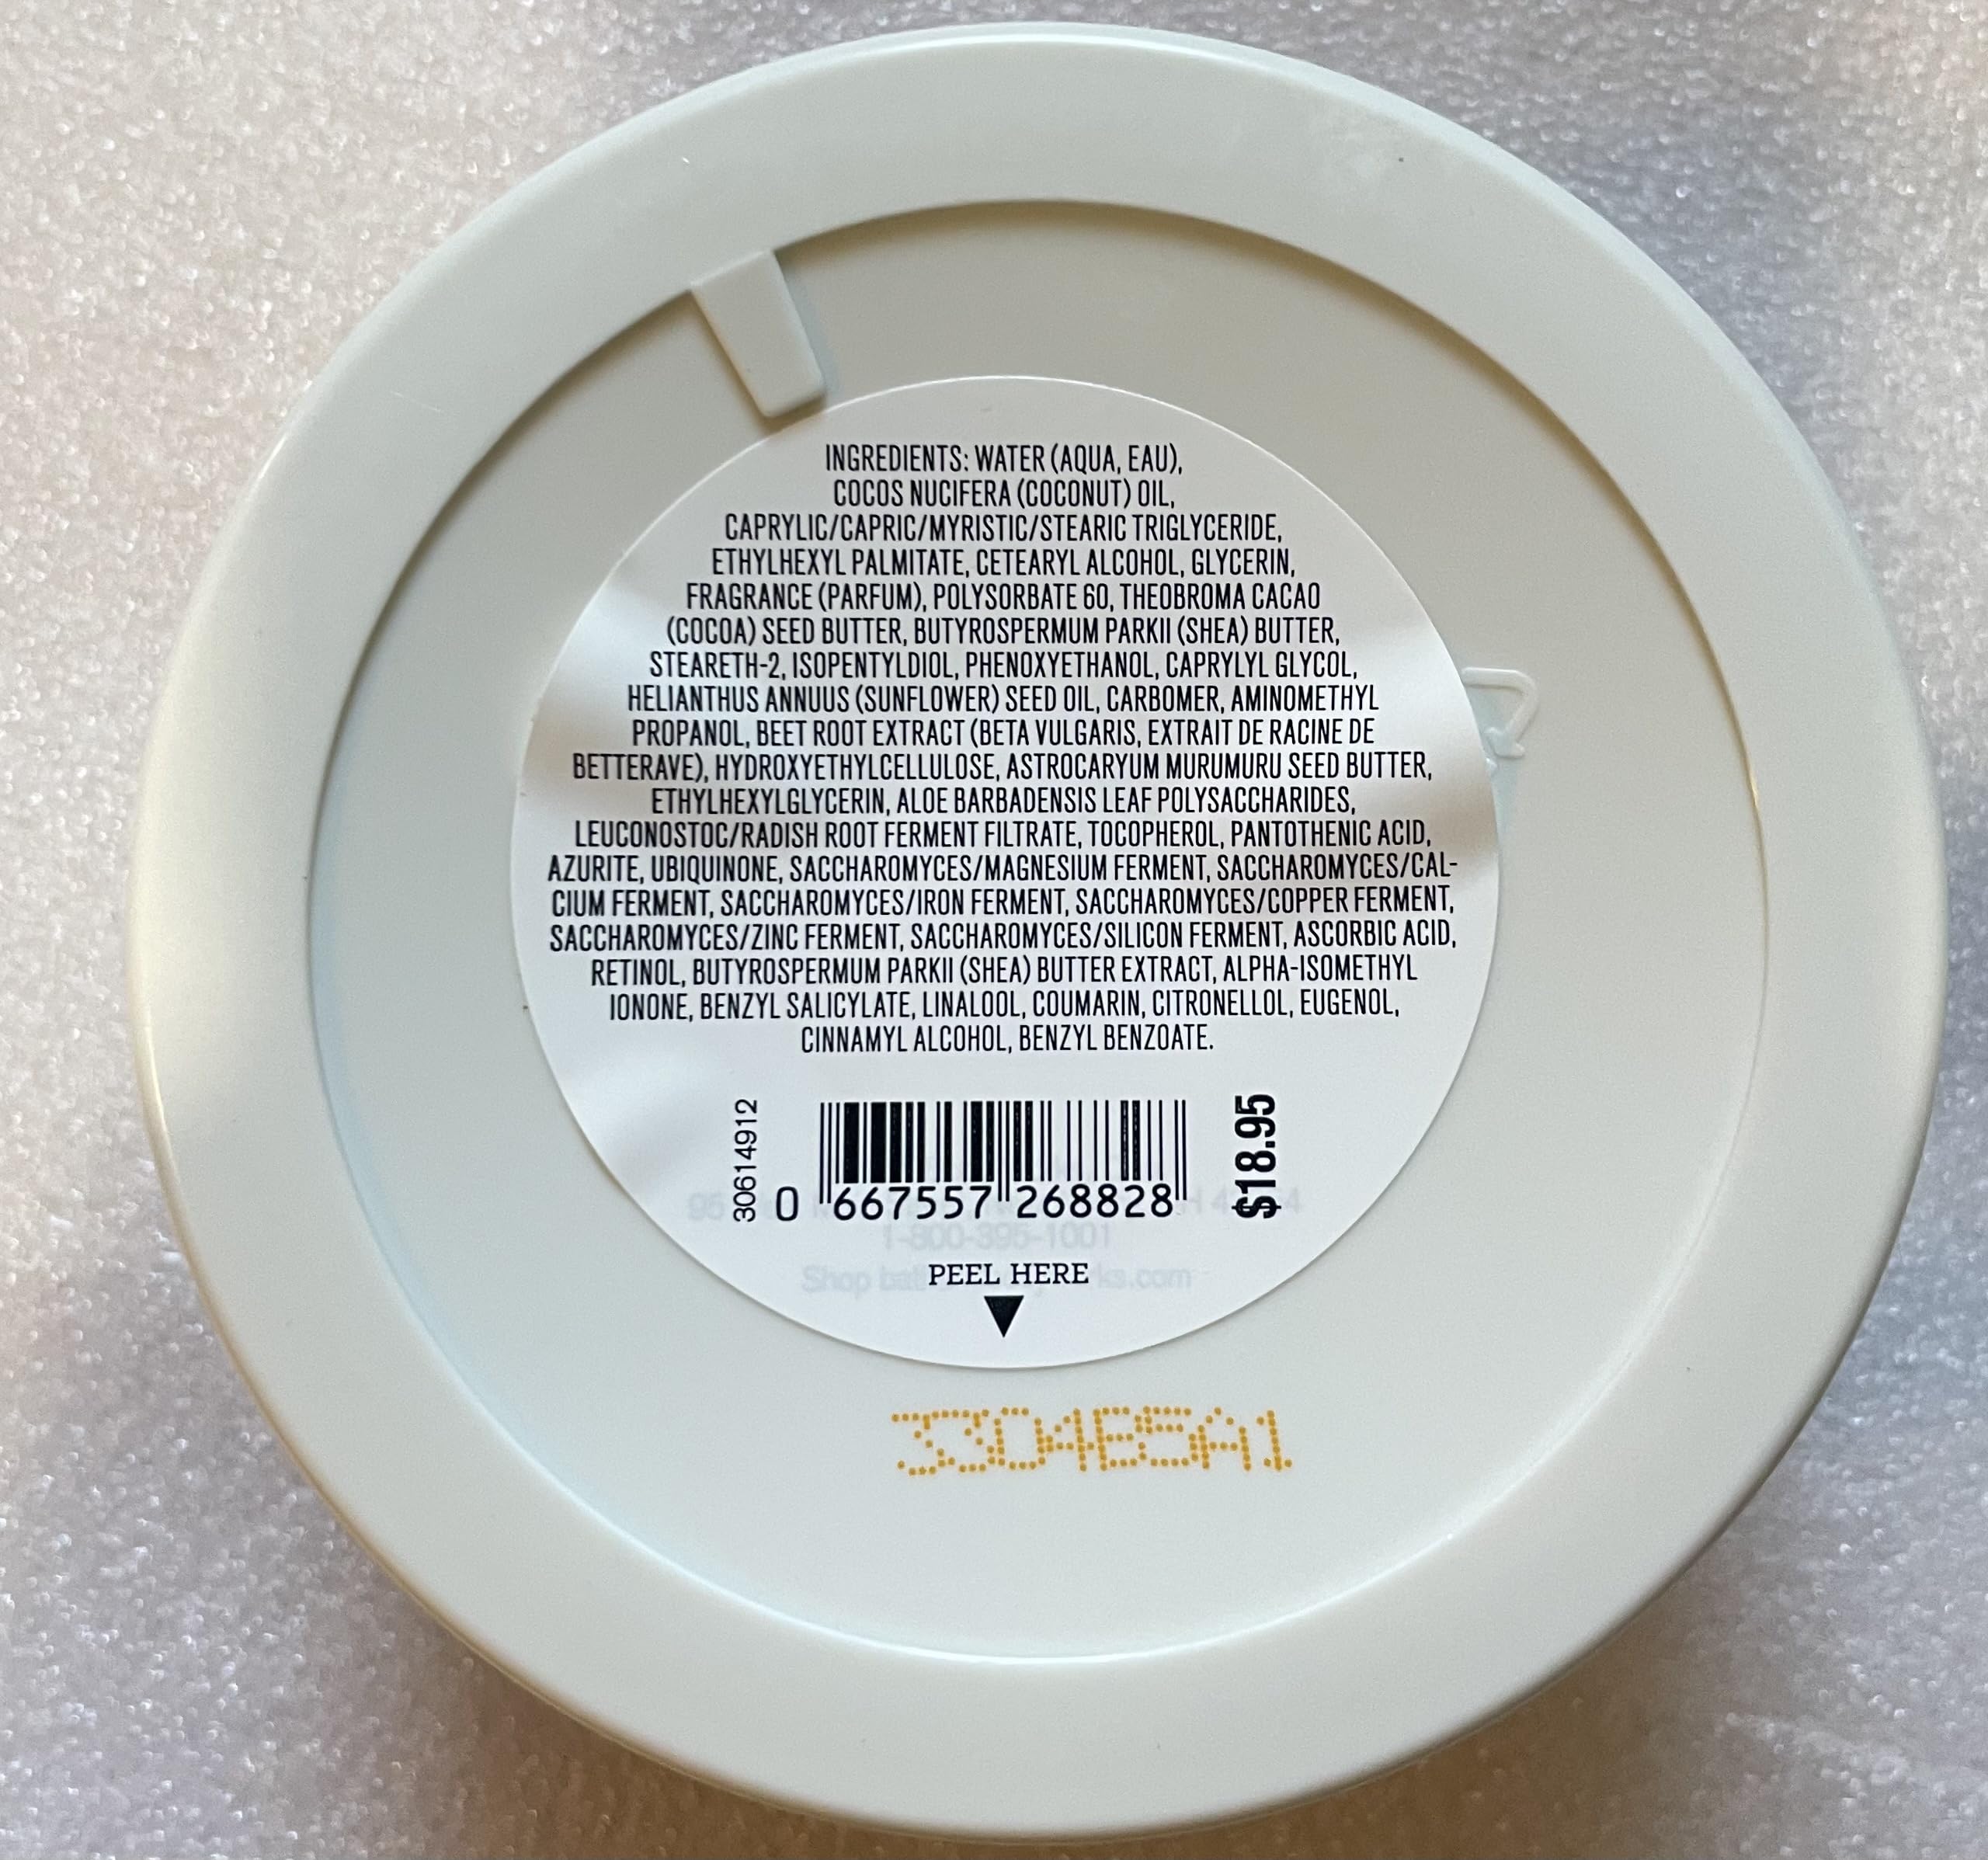 INGREDIENTS: WATER (AQUA, EAU),
COCOS NUCIFERA (COCONUT) OIL,
CAPRYLIC/CAPRIC/MYRISTIC/STEARIC TRIGLYCERIDE,
ETHYLHEXYL PALMITATE, CETEARYL ALCOHOL, GLYCERIN,
FRAGRANCE (PARFUM), POLYSORBATE 60, THEOBROMA CACAO
(COCOA) SEED BUTTER, BUTYROSPERMUM PARKII (SHEA) BUTTER,
STEARETH-2, ISOPENTYLDIOL, PHENOXYETHANOL, CAPRYLYL GLYCOL,
HELIANTHUS ANNUUS (SUNFLOWER) SEED OIL, CARBOMER, AMINOMETHYL
PROPANOL, BEET ROOT EXTRACT (BETA VULGARIS, EXTRAIT DE RACINE DE
BETTERAVE), HYDROXYETHYLCELLULOSE, ASTROCARYUM MURUMURU SEED BUTTER,
ETHYLHEXYLGLYCERIN, ALOE BARBADENSIS LEAF POLYSACCHARIDES,
LEUCONOSTOC/RADISH ROOT FERMENT FILTRATE, TOCOPHEROL, PANTOTHENIC ACID,
AZURITE, UBIQUINONE, SACCHAROMYCES/MAGNESIUM FERMENT, SACCHAROMYCES/CAL-
CIUM FERMENT, SACCHAROMYCES/IRON FERMENT, SACCHAROMYCES/COPPER FERMENT,
SACCHAROMYCES/ZINC FERMENT, SACCHAROMYCES/SILICON FERMENT, ASCORBIC ACID,
RETINOL, BUTYROSPERMUM PARKII (SHEA) BUTTER EXTRACT, ALPHA-ISOMETHYL
IONONE, BENZYL SALICYLATE, LINALOOL, COUMARIN, CITRONELLOL, EUGENOL,
CINNAMYL ALCOHOL, BENZYL BENZOATE.
30614912
0 667557 268828
$18.95
1-800-395-1001
Shop
PEEL HERE
3304B5A1